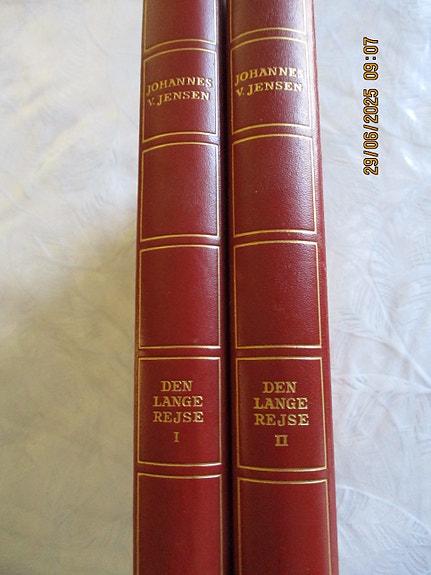 JOHANNES
V. JENSEN
DEN
LANGE
REJSE
I
JOHANNES
V. JENSEN
DEN
LANGE
REJSE
II
29/06/2025 09:07